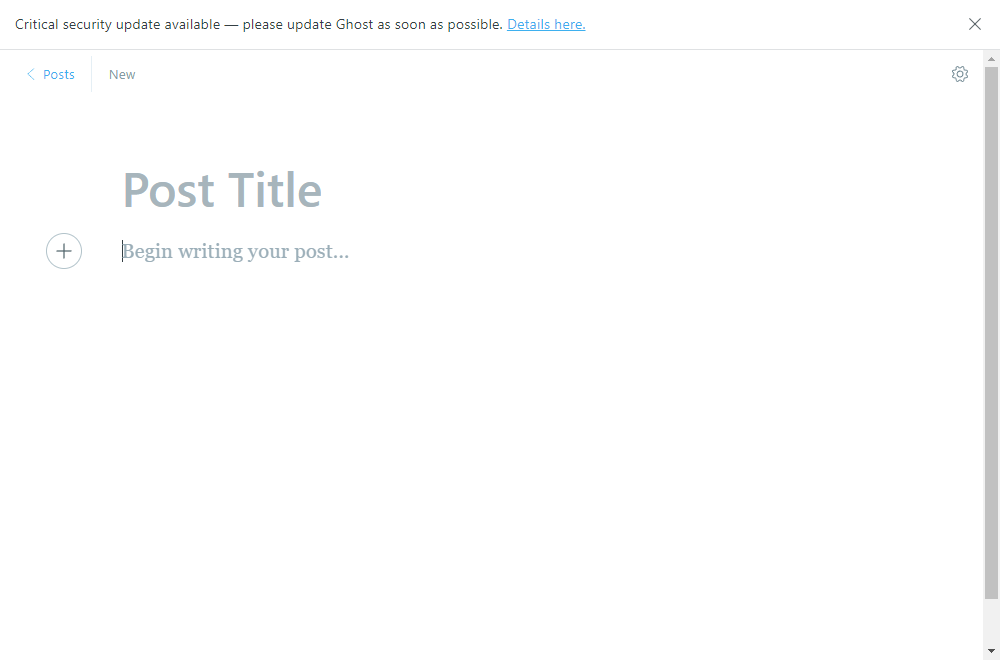 Critical security update available — please update Ghost as soon as possible. Details here.
Posts New
Post Title
Begin writing your post...